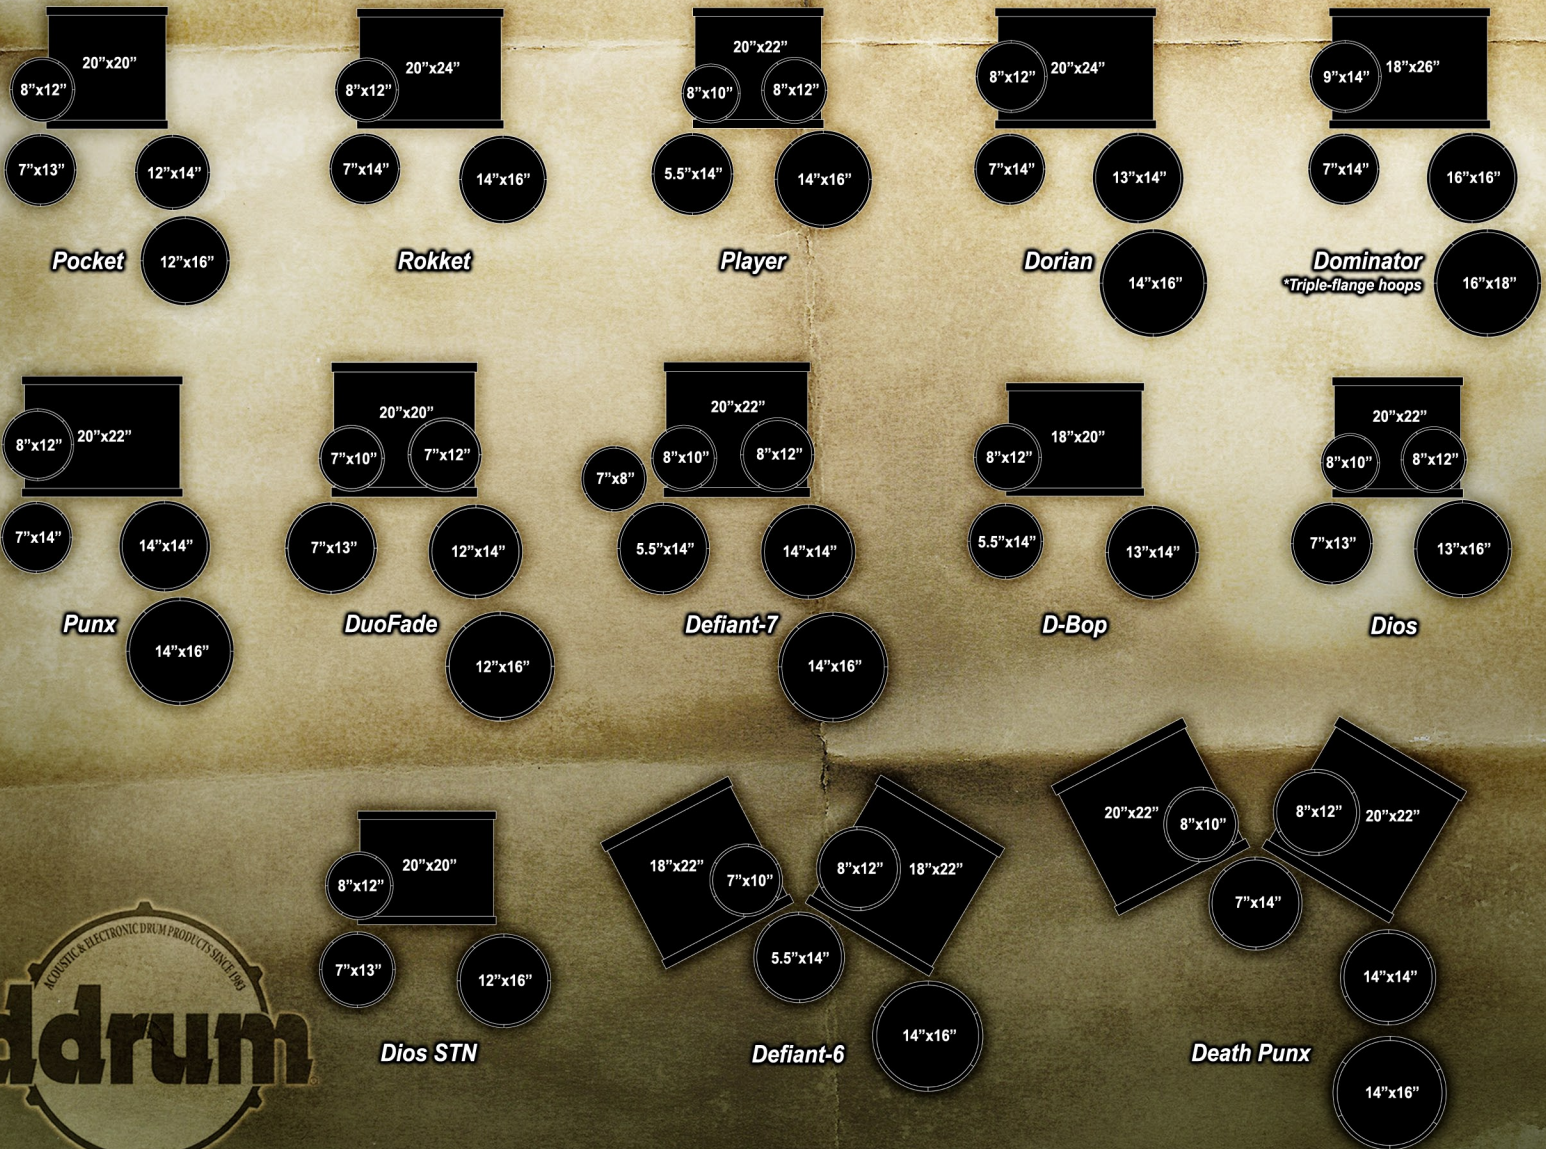 20”x20”
8”x12”
7”x13”
12”x14”
12”x16”
Pocket
20”x24”
8”x12”
7”x14”
14”x16”
Rokket
20”x22”
8”x10”
8”x12”
5.5”x14”
14”x16”
Player
8”x12”
20”x24”
7”x14”
13”x14”
14”x16”
Dorian
9”x14”
18”x26”
7”x14”
16”x16”
16”x18”
Dominator
*Triple-flange hoops
8”x12”
20”x22”
7”x14”
14”x14”
14”x16”
Punx
20”x20”
7”x10”
7”x12”
7”x13”
12”x14”
12”x16”
DuoFade
20”x22”
7”x8”
8”x10”
8”x12”
5.5”x14”
14”x14”
14”x16”
Defiant-7
18”x20”
8”x12”
5.5”x14”
13”x14”
D-Bop
20”x22”
8”x10”
8”x12”
7”x13”
13”x16”
Dios
20”x20”
8”x12”
7”x13”
12”x16”
Dios STN
18”x22”
7”x10”
8”x12”
18”x22”
5.5”x14”
14”x16”
Defiant-6
20”x22”
8”x10”
8”x12”
20”x22”
7”x14”
14”x14”
14”x16”
Death Punx
ACOUSTIC & ELECTRONIC DRUM PRODUCTS SINCE 1983
ddrum